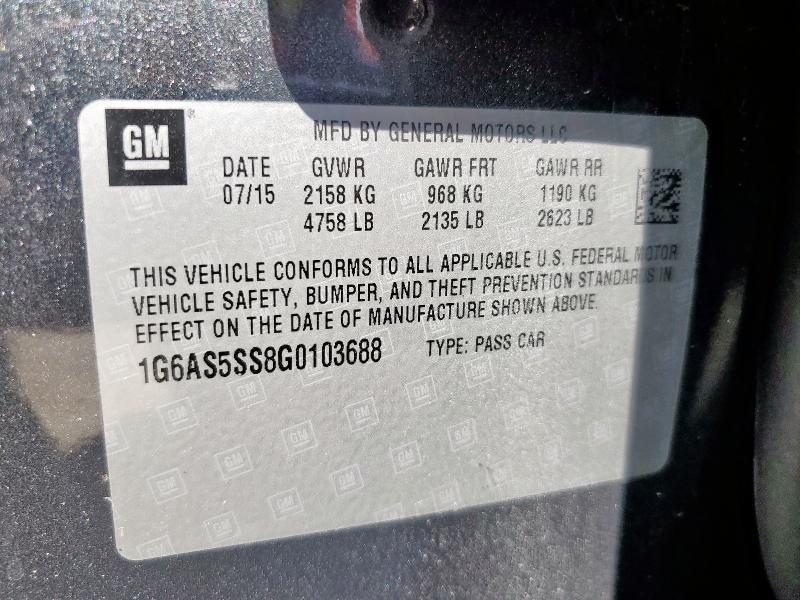 GM
MFD BY GENERAL MOTORS LLC
DATE GVWR GAWR FRT GAWR RR
07/15 2158 KG 968 KG 1190 KG
4758 LB 2135 LB 2623 LB
THIS VEHICLE CONFORMS TO ALL APPLICABLE U.S. FEDERAL MOTOR
VEHICLE SAFETY, BUMPER, AND THEFT PREVENTION STANDARDS IN
EFFECT ON THE DATE OF MANUFACTURE SHOWN ABOVE.
1G6AS5SS8G0103688 TYPE: PASS CAR